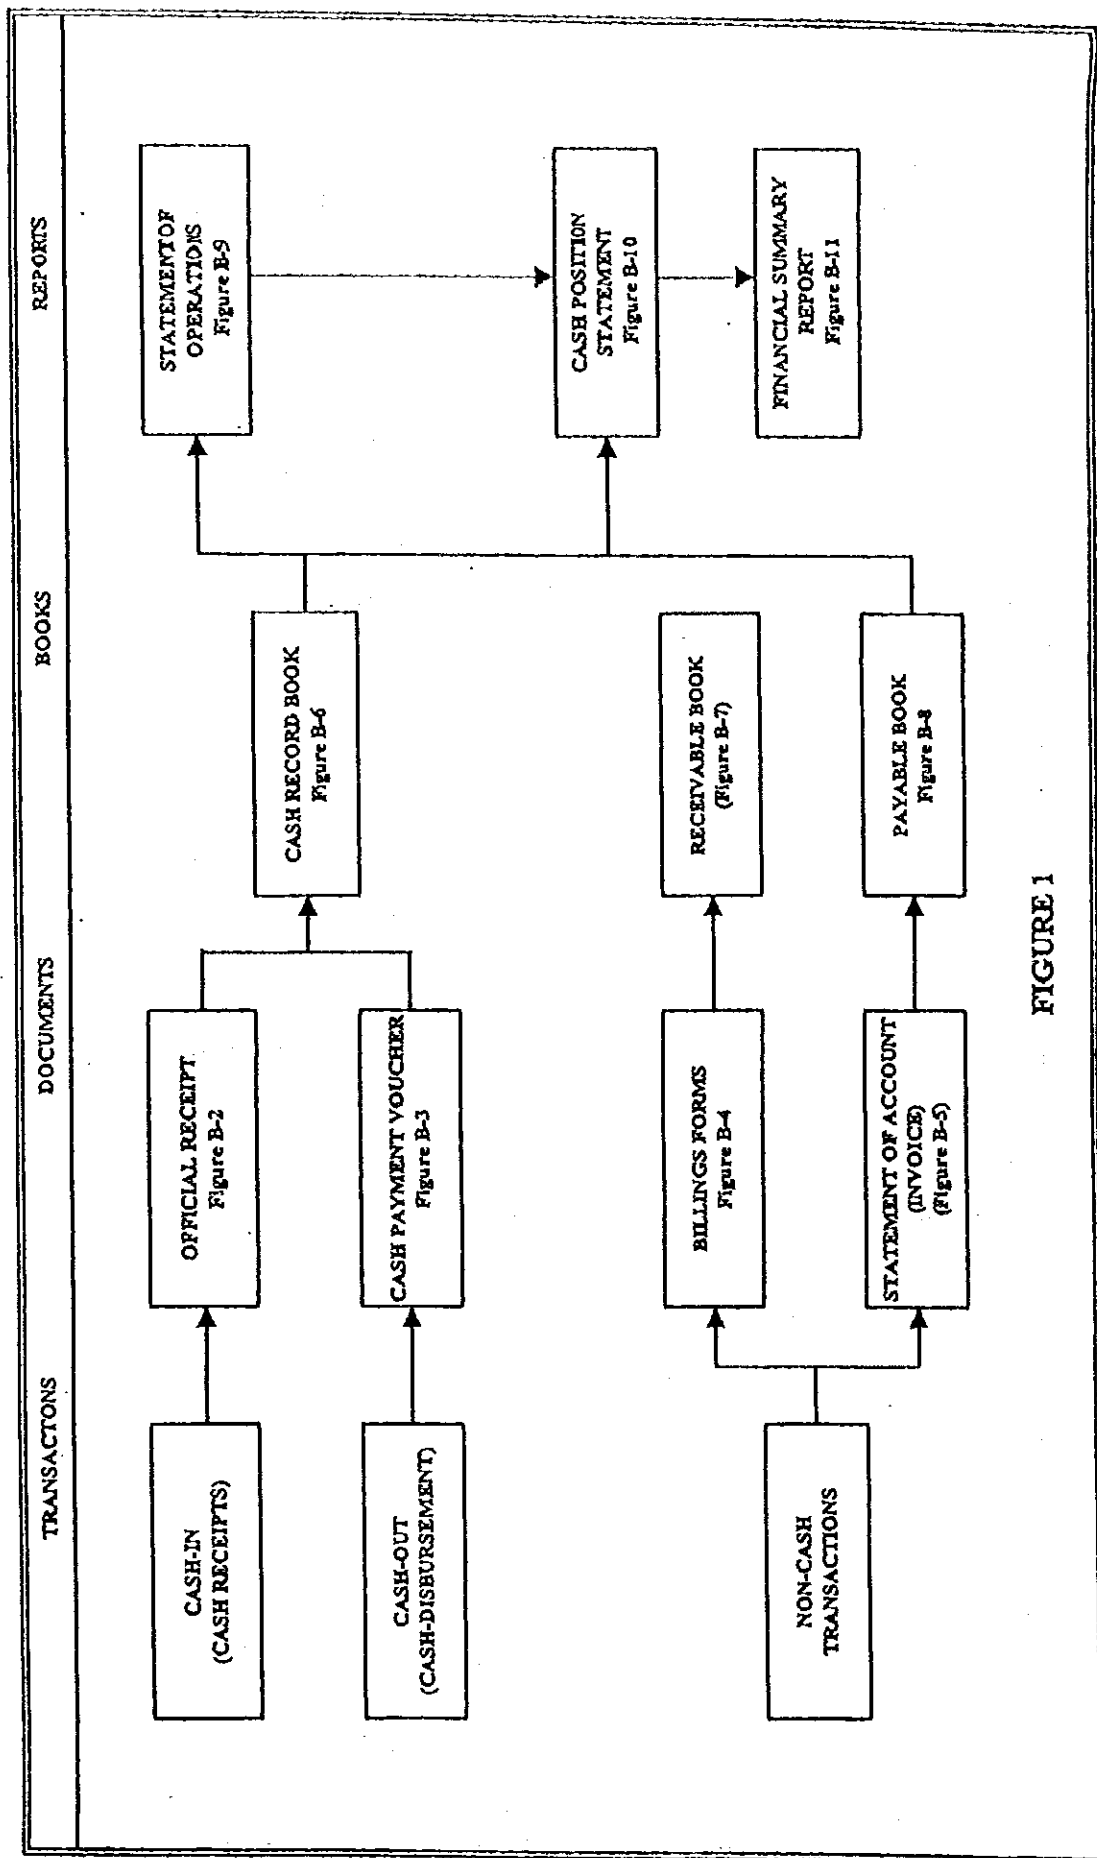 TRANSACTONS
DOCUMENTS
BOOKS
REPORTS
CASH-IN
(CASH RECEIPTS)
OFFICIAL RECEIPT
Figure B-2
CASH-OUT
(CASH-DISBURSEMENT)
CASH PAYMENT VOUCHER
Figure B-3
CASH RECORD BOOK
Figure B-6
STATEMENTOF
OPERATIONS
Figure B-9
NON-CASH
TRANSACTIONS
BILLINGS FORMS
Figure B-4
STATEMENT OF ACCOUNT
(INVOICE)
(Figure B-5)
RECEIVABLE BOOK
(Figure B-7)
PAYABLE BOOK
Figure B-8
CASH POSITION
STATEMENT
Figure B-10
FINANCIAL SUMMARY
REPORT
Figure B-11
FIGURE 1